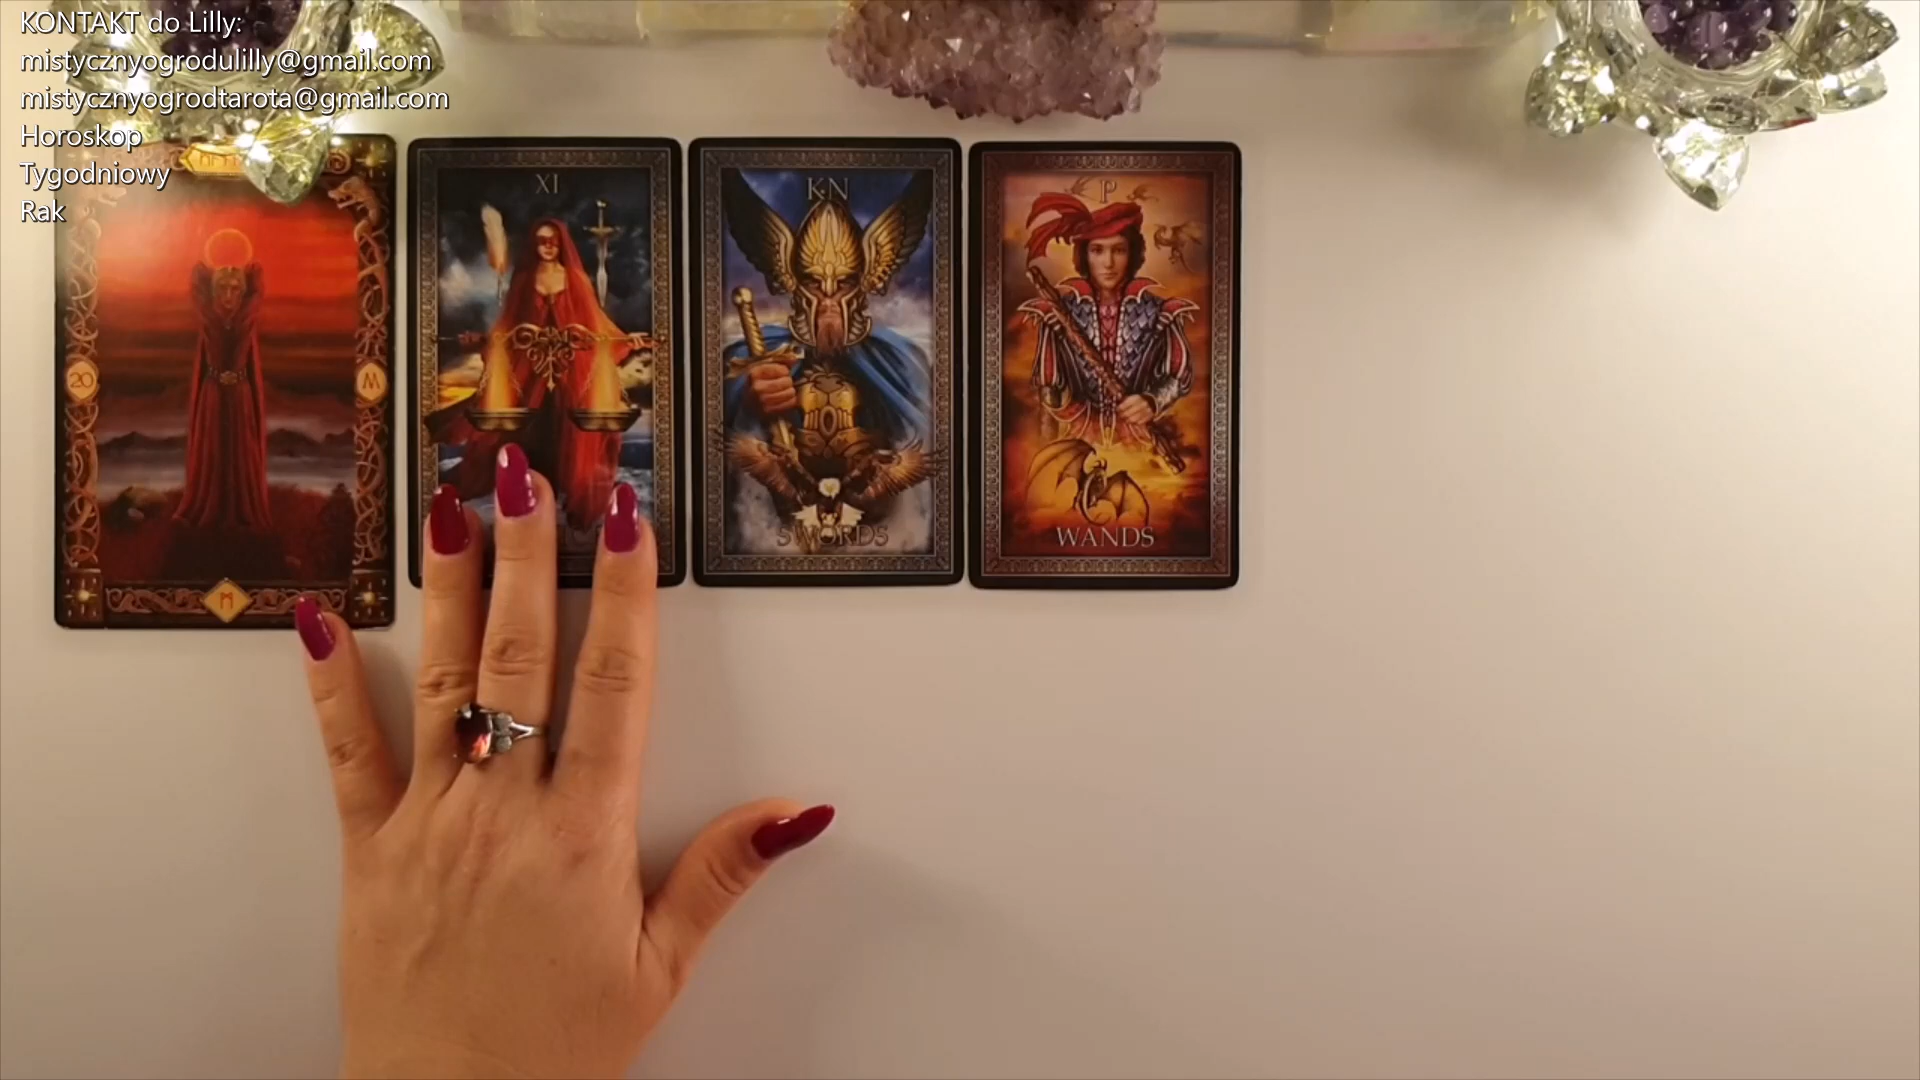 KONTAKT do Lilly:
mistycznyogrodulilly@gmail.com
mistycznyogrodtarota@gmail.com
Horoskop
Tygodniowy
Rak
XI
KN
P
20
M
SWORDS
WANDS